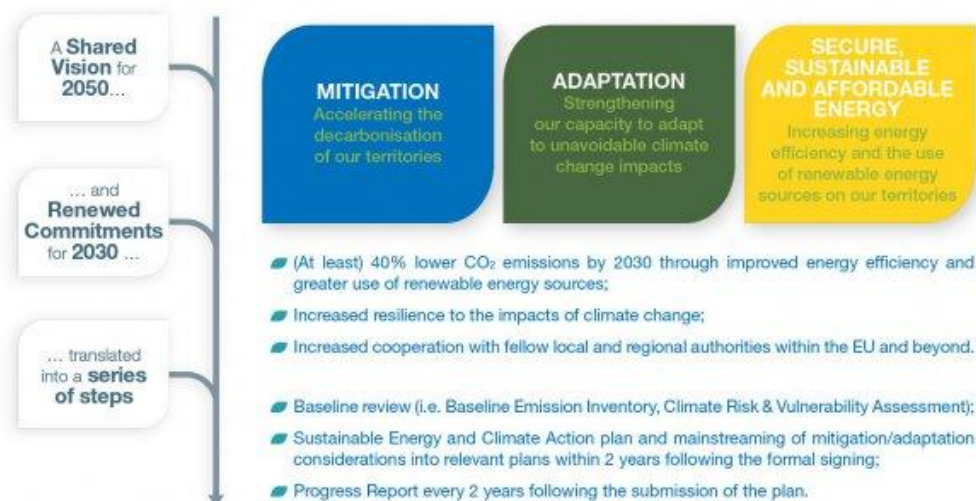 A Shared
Vision for
2050...
MITIGATION
Accelerating the
decarbonisation
of our territories
ADAPTATION
Strengthening
our capacity to adapt
to unavoidable climate
change impacts
SECURE,
SUSTAINABLE
AND AFFORDABLE
ENERGY
Increasing energy
efficiency and the use
of renewable energy
sources on our territories
... and
Renewed
Commitments
for 2030 ...
(At least) 40% lower CO₂ emissions by 2030 through improved energy efficiency and
greater use of renewable energy sources;
Increased resilience to the impacts of climate change;
Increased cooperation with fellow local and regional authorities within the EU and beyond.
... translated
into a series
of steps
Baseline review (i.e. Baseline Emission Inventory, Climate Risk & Vulnerability Assessment);
Sustainable Energy and Climate Action plan and mainstreaming of mitigation/adaptation
considerations into relevant plans within 2 years following the formal signing;
Progress Report every 2 years following the submission of the plan.